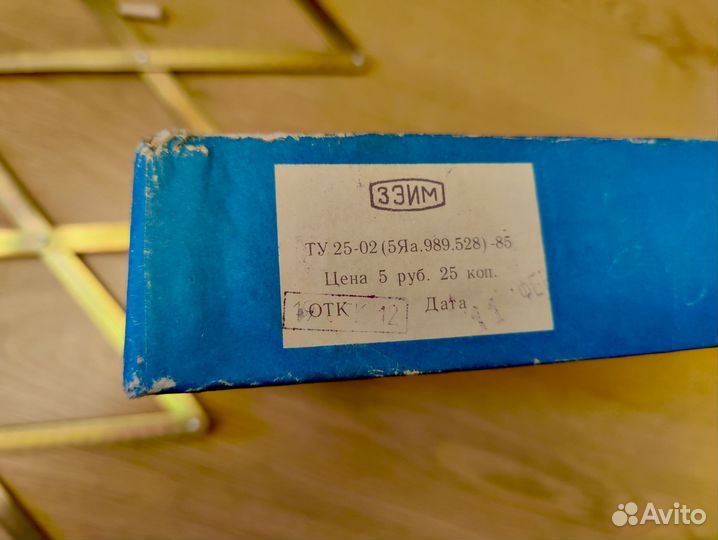 ЗЭИМ
ТУ 25-02 (5Яа.989.528) -85
Цена 5 руб. 25 коп.
ОТК 12 Дата
Avito